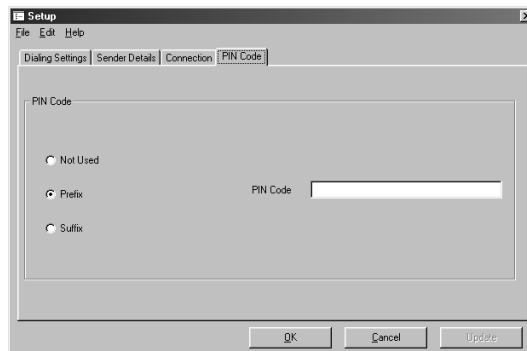 Setup
File Edit Help
Dialing Settings Sender Details Connection PIN Code
PIN Code
Not Used
Prefix PIN Code
Suffix
OK Cancel Update